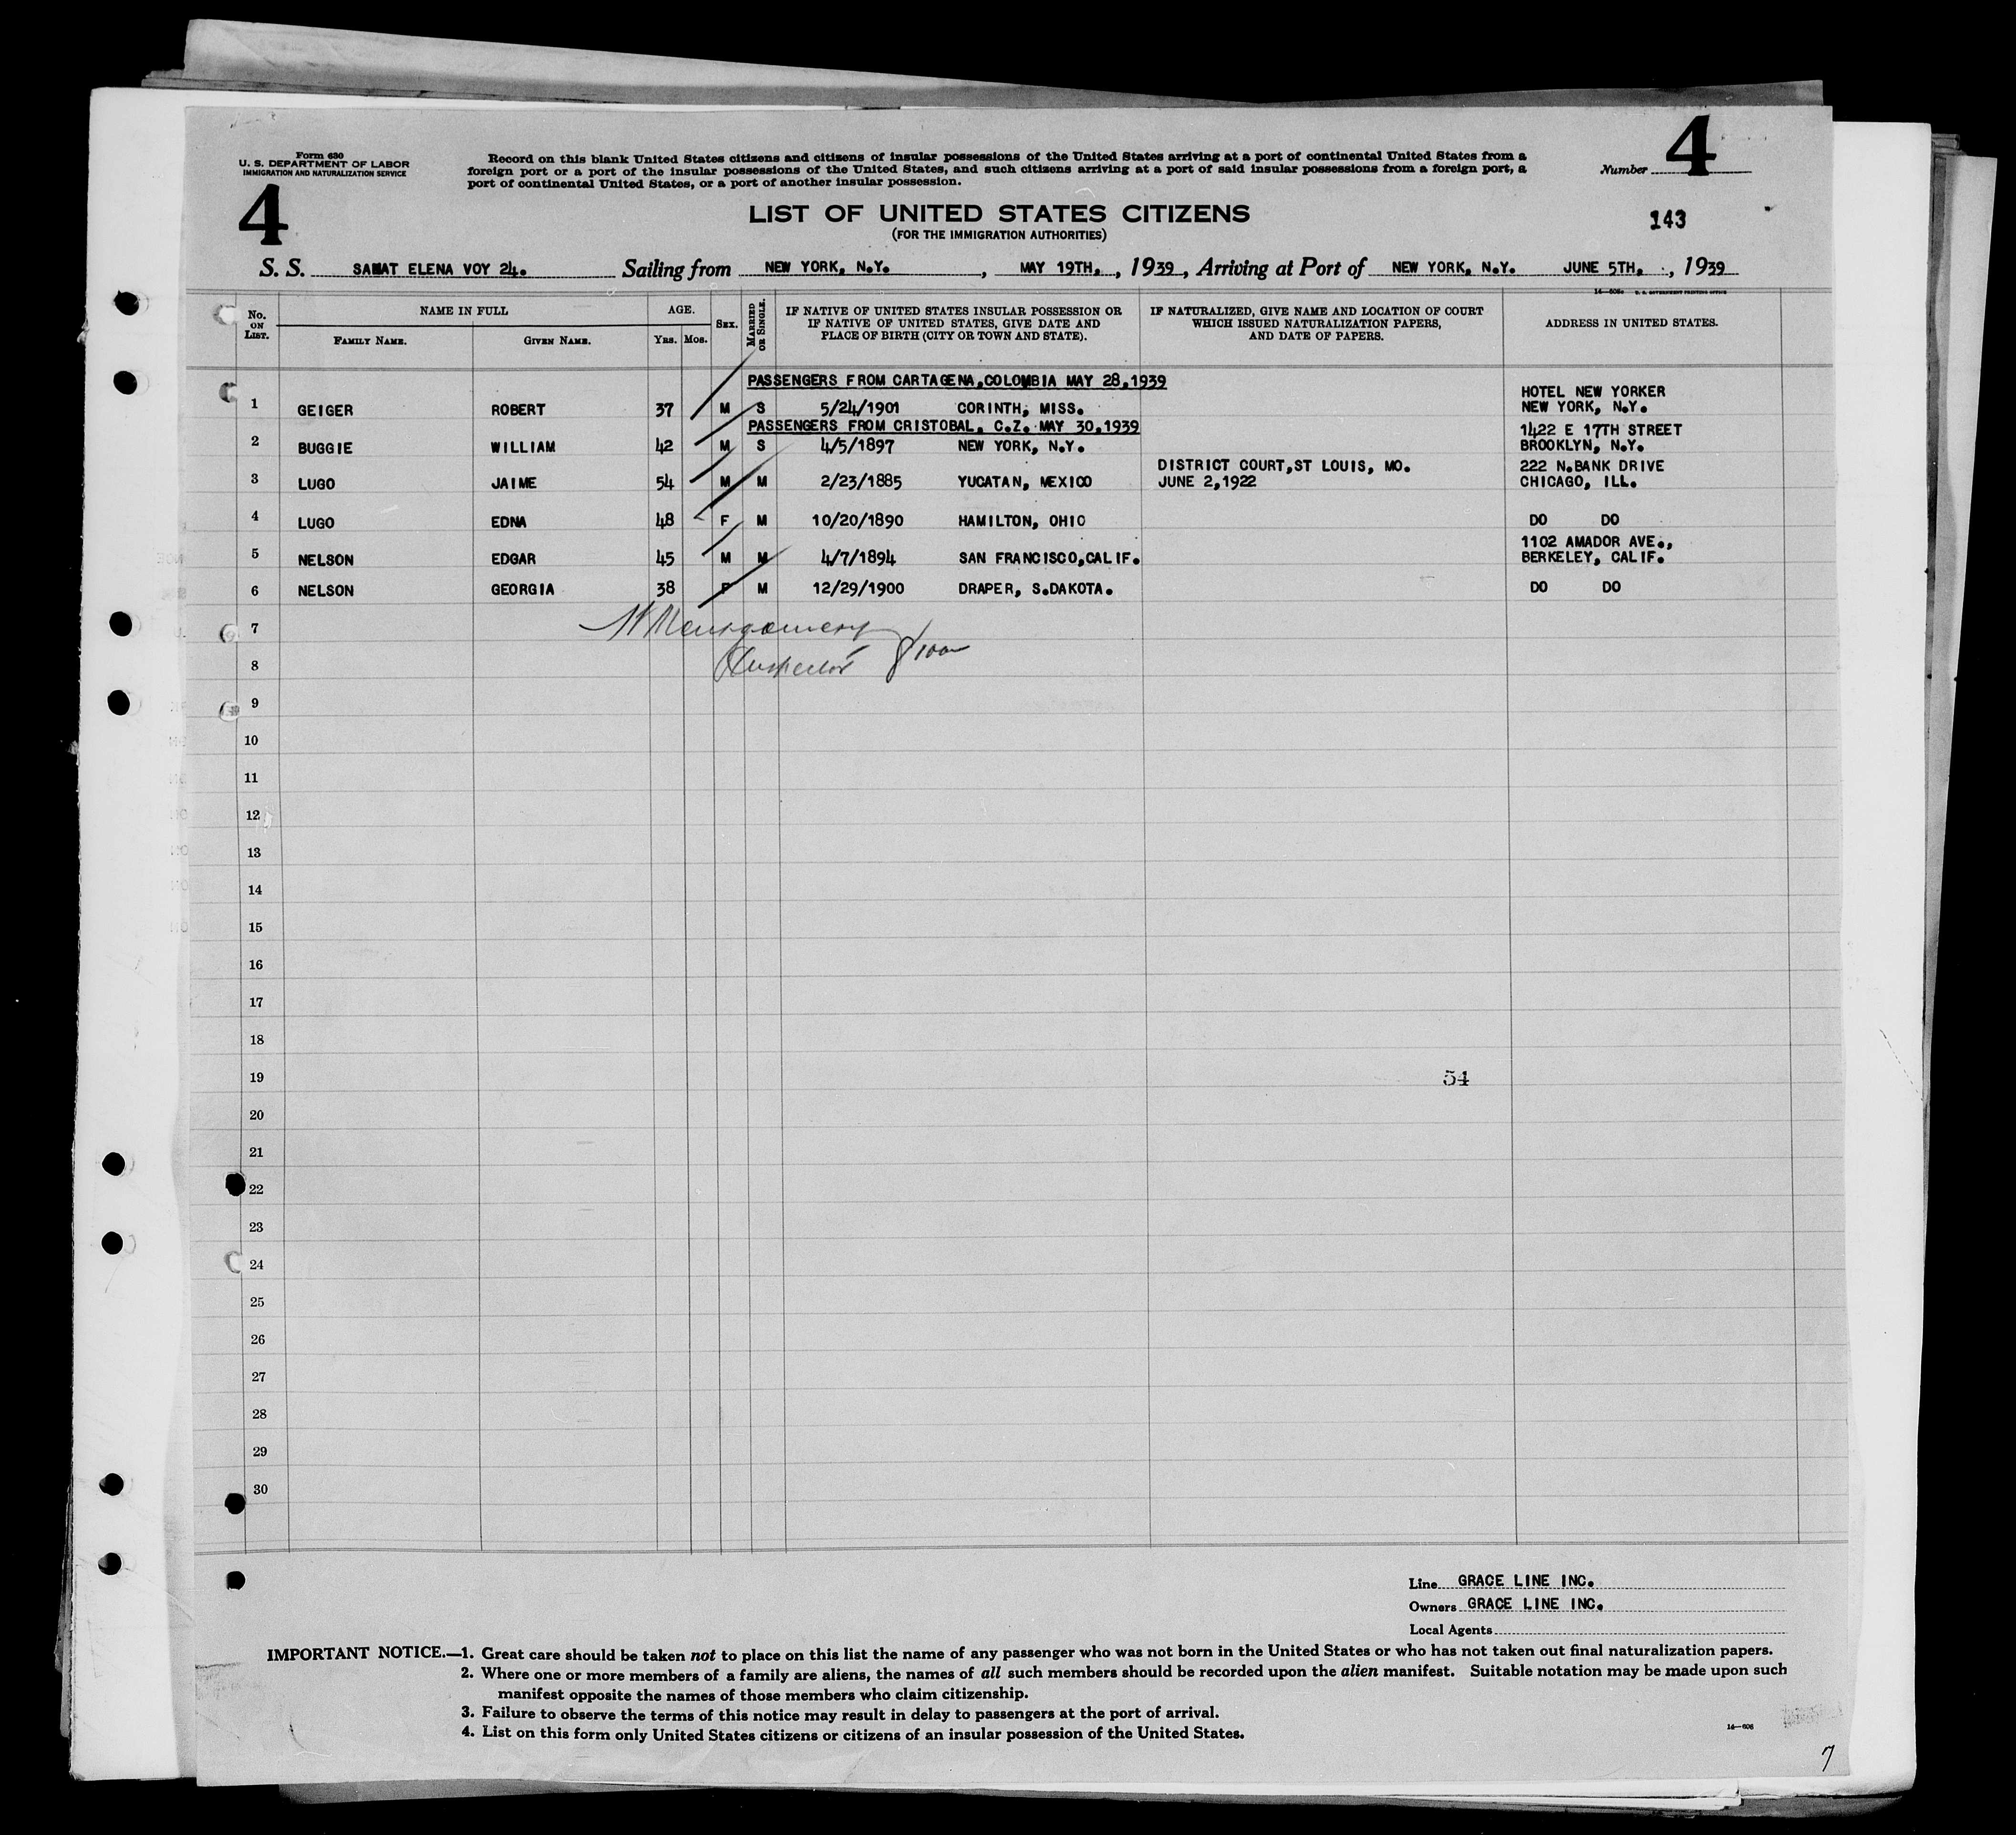 Form 630
U. S. DEPARTMENT OF LABOR
IMMIGRATION AND NATURALIZATION SERVICE
4
Record on this blank United States citizens and citizens of insular possessions of the United States arriving at a port of continental United States from a
foreign port or a port of the insular possessions of the United States, and such citizens arriving at a port of said insular possessions from a foreign port, a
port of continental United States, or a port of another insular possession.
Number 4
LIST OF UNITED STATES CITIZENS
(FOR THE IMMIGRATION AUTHORITIES)
143
S. S. SAMAT ELENA VOY 24. Sailing from NEW YORK, N.Y. , MAY 19TH, , 1939, Arriving at Port of NEW YORK, N.Y. JUNE 5TH, , 1939
No. ON LIST.
NAME IN FULL
FAMILY NAME. GIVEN NAME.
AGE.
YRS. MOS.
SEX.
MARRIED OR SINGLE.
IF NATIVE OF UNITED STATES INSULAR POSSESSION OR
IF NATIVE OF UNITED STATES, GIVE DATE AND
PLACE OF BIRTH (CITY OR TOWN AND STATE).
IF NATURALIZED, GIVE NAME AND LOCATION OF COURT
WHICH ISSUED NATURALIZATION PAPERS,
AND DATE OF PAPERS.
ADDRESS IN UNITED STATES.
PASSENGERS FROM CARTAGENA,COLOMBIA MAY 28,1939
1 GEIGER ROBERT 37 M S 5/24/1901 CORINTH, MISS. HOTEL NEW YORKER
NEW YORK, N.Y.
PASSENGERS FROM CRISTOBAL, C.Z. MAY 30,1939
2 BUGGIE WILLIAM 42 M S 4/5/1897 NEW YORK, N.Y. 1422 E 17TH STREET
BROOKLYN, N.Y.
3 LUGO JAIME 54 M M 2/23/1885 YUCATAN, MEXICO DISTRICT COURT,ST LOUIS, MO.
JUNE 2,1922
222 N.BANK DRIVE
CHICAGO, ILL.
4 LUGO EDNA 48 F M 10/20/1890 HAMILTON, OHIO DO DO
5 NELSON EDGAR 45 M M 4/7/1894 SAN FRANCISCO,CALIF. 1102 AMADOR AVE.,
BERKELEY, CALIF.
6 NELSON GEORGIA 38 F M 12/29/1900 DRAPER, S.DAKOTA. DO DO
7 Montgomery
8 Inspector
9
10
11
12
13
14
15
16
17
18
19 54
20
21
22
23
24
25
26
27
28
29
30
Line GRACE LINE INC.
Owners GRACE LINE INC.
Local Agents
IMPORTANT NOTICE.—1. Great care should be taken not to place on this list the name of any passenger who was not born in the United States or who has not taken out final naturalization papers.
2. Where one or more members of a family are aliens, the names of all such members should be recorded upon the alien manifest. Suitable notation may be made upon such
manifest opposite the names of those members who claim citizenship.
3. Failure to observe the terms of this notice may result in delay to passengers at the port of arrival.
4. List on this form only United States citizens or citizens of an insular possession of the United States.
14—608
7